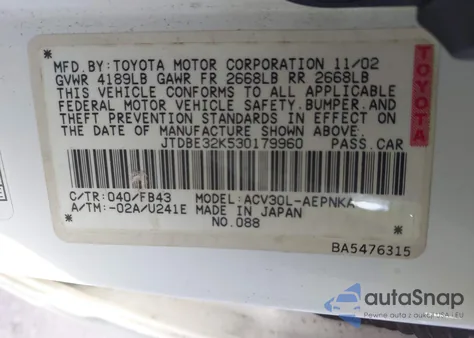 MFD.BY:TOYOTA MOTOR CORPORATION 11/02
GVWR 4189LB GAWR FR 2668LB RR 2668LB
THIS VEHICLE CONFORMS TO ALL APPLICABLE
FEDERAL MOTOR VEHICLE SAFETY,BUMPER,AND
THEFT PREVENTION STANDARDS IN EFFECT ON
THE DATE OF MANUFACTURE SHOWN ABOVE.
JTDBE32K530179960 PASS.CAR
TOYOTA
C/TR:040/FB43 MODEL:ACV30L-AEPNKA
A/TM:-02A/U241E MADE IN JAPAN
NO.088
BA5476315
autoSnap
Pewne auto z aukcji